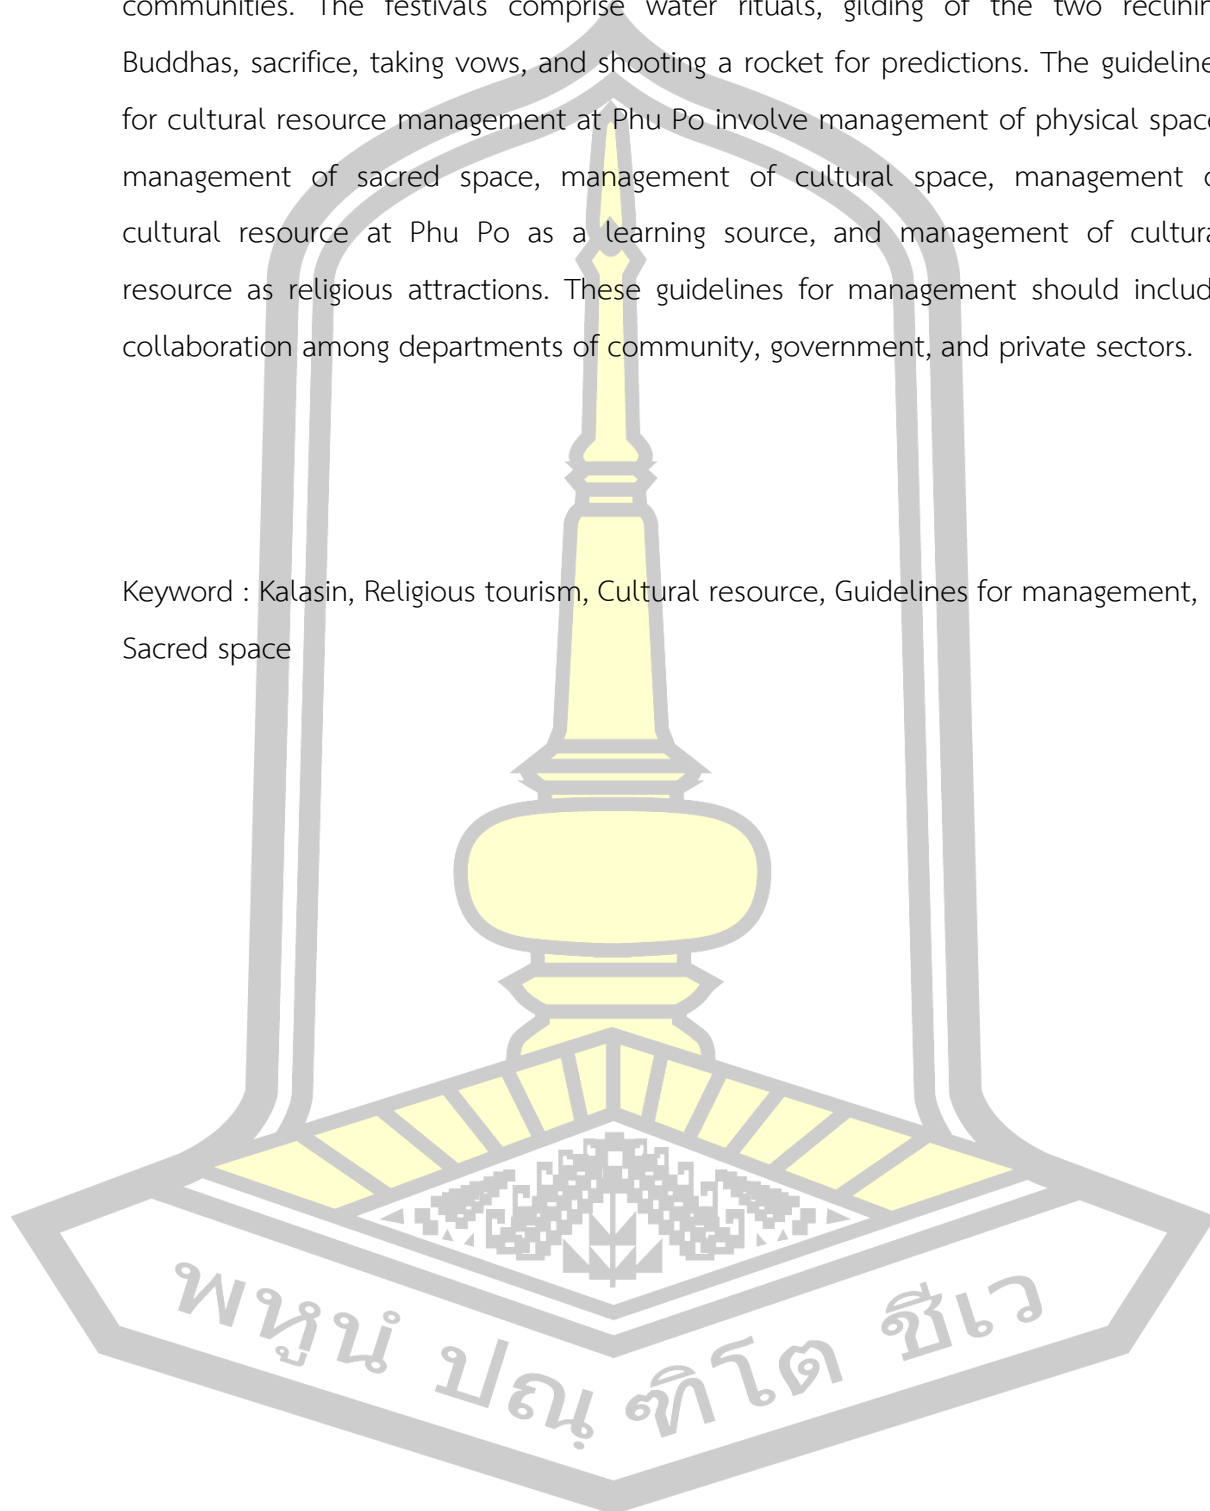 communities. The festivals comprise water rituals, gilding of the two reclinin
Buddhas, sacrifice, taking vows, and shooting a rocket for predictions. The guideline
for cultural resource management at Phu Po involve management of physical space
management of sacred space, management of cultural space, management o
cultural resource at Phu Po as a learning source, and management of cultura
resource as religious attractions. These guidelines for management should includ
collaboration among departments of community, government, and private sectors.
Keyword : Kalasin, Religious tourism, Cultural resource, Guidelines for management,
Sacred space
พหูนํ ปณฺฑิโต ชีเว